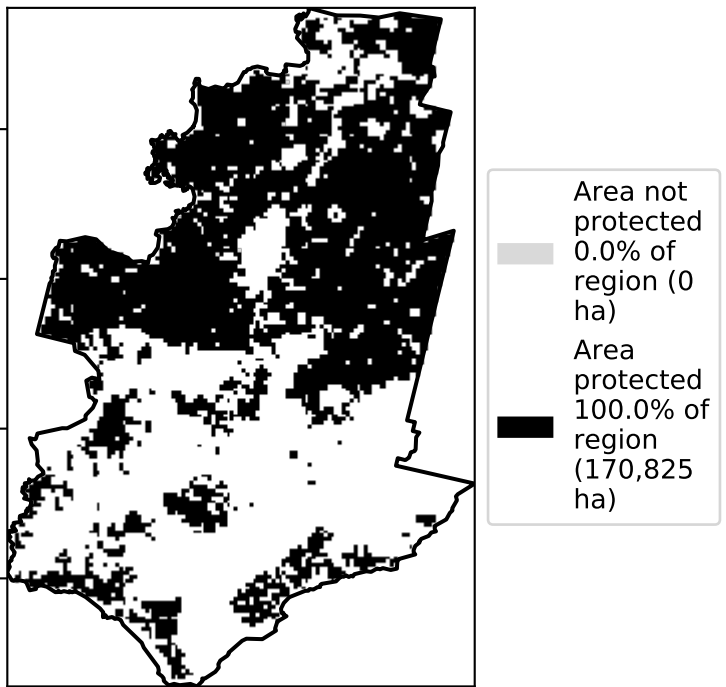 Area not
protected
0.0% of
region (0
ha)
Area
protected
100.0% of
region
(170,825
ha)